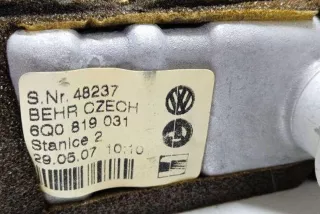 S.Nr. 48237
BEHR CZECH
6Q0 819 031
Stanice 2
29.05.07 10:10